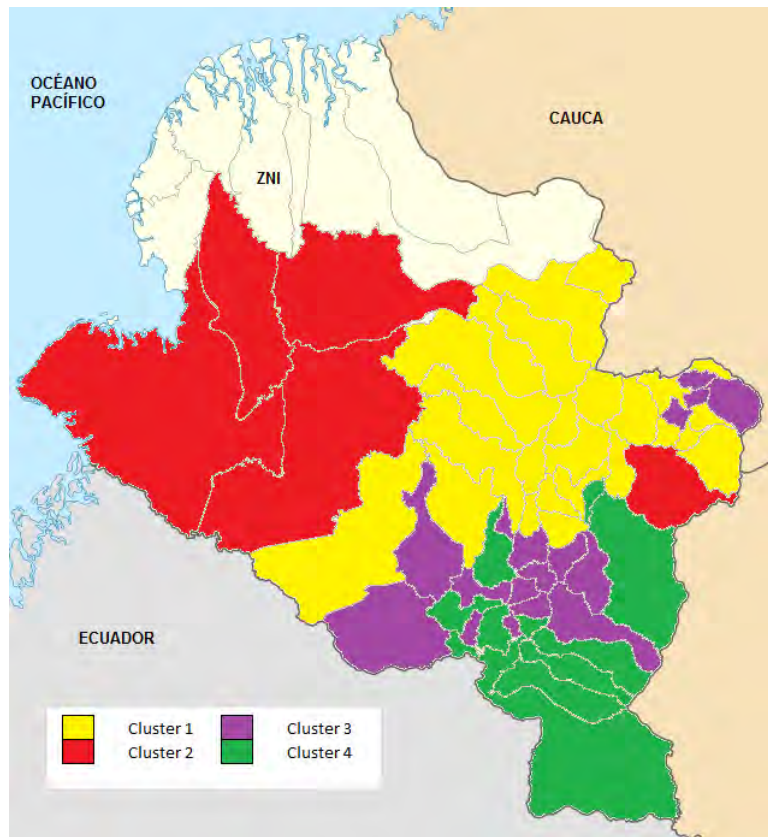 OCÉANO
PACÍFICO
CAUCA
ZNI
ECUADOR
Cluster 1
Cluster 3
Cluster 2
Cluster 4